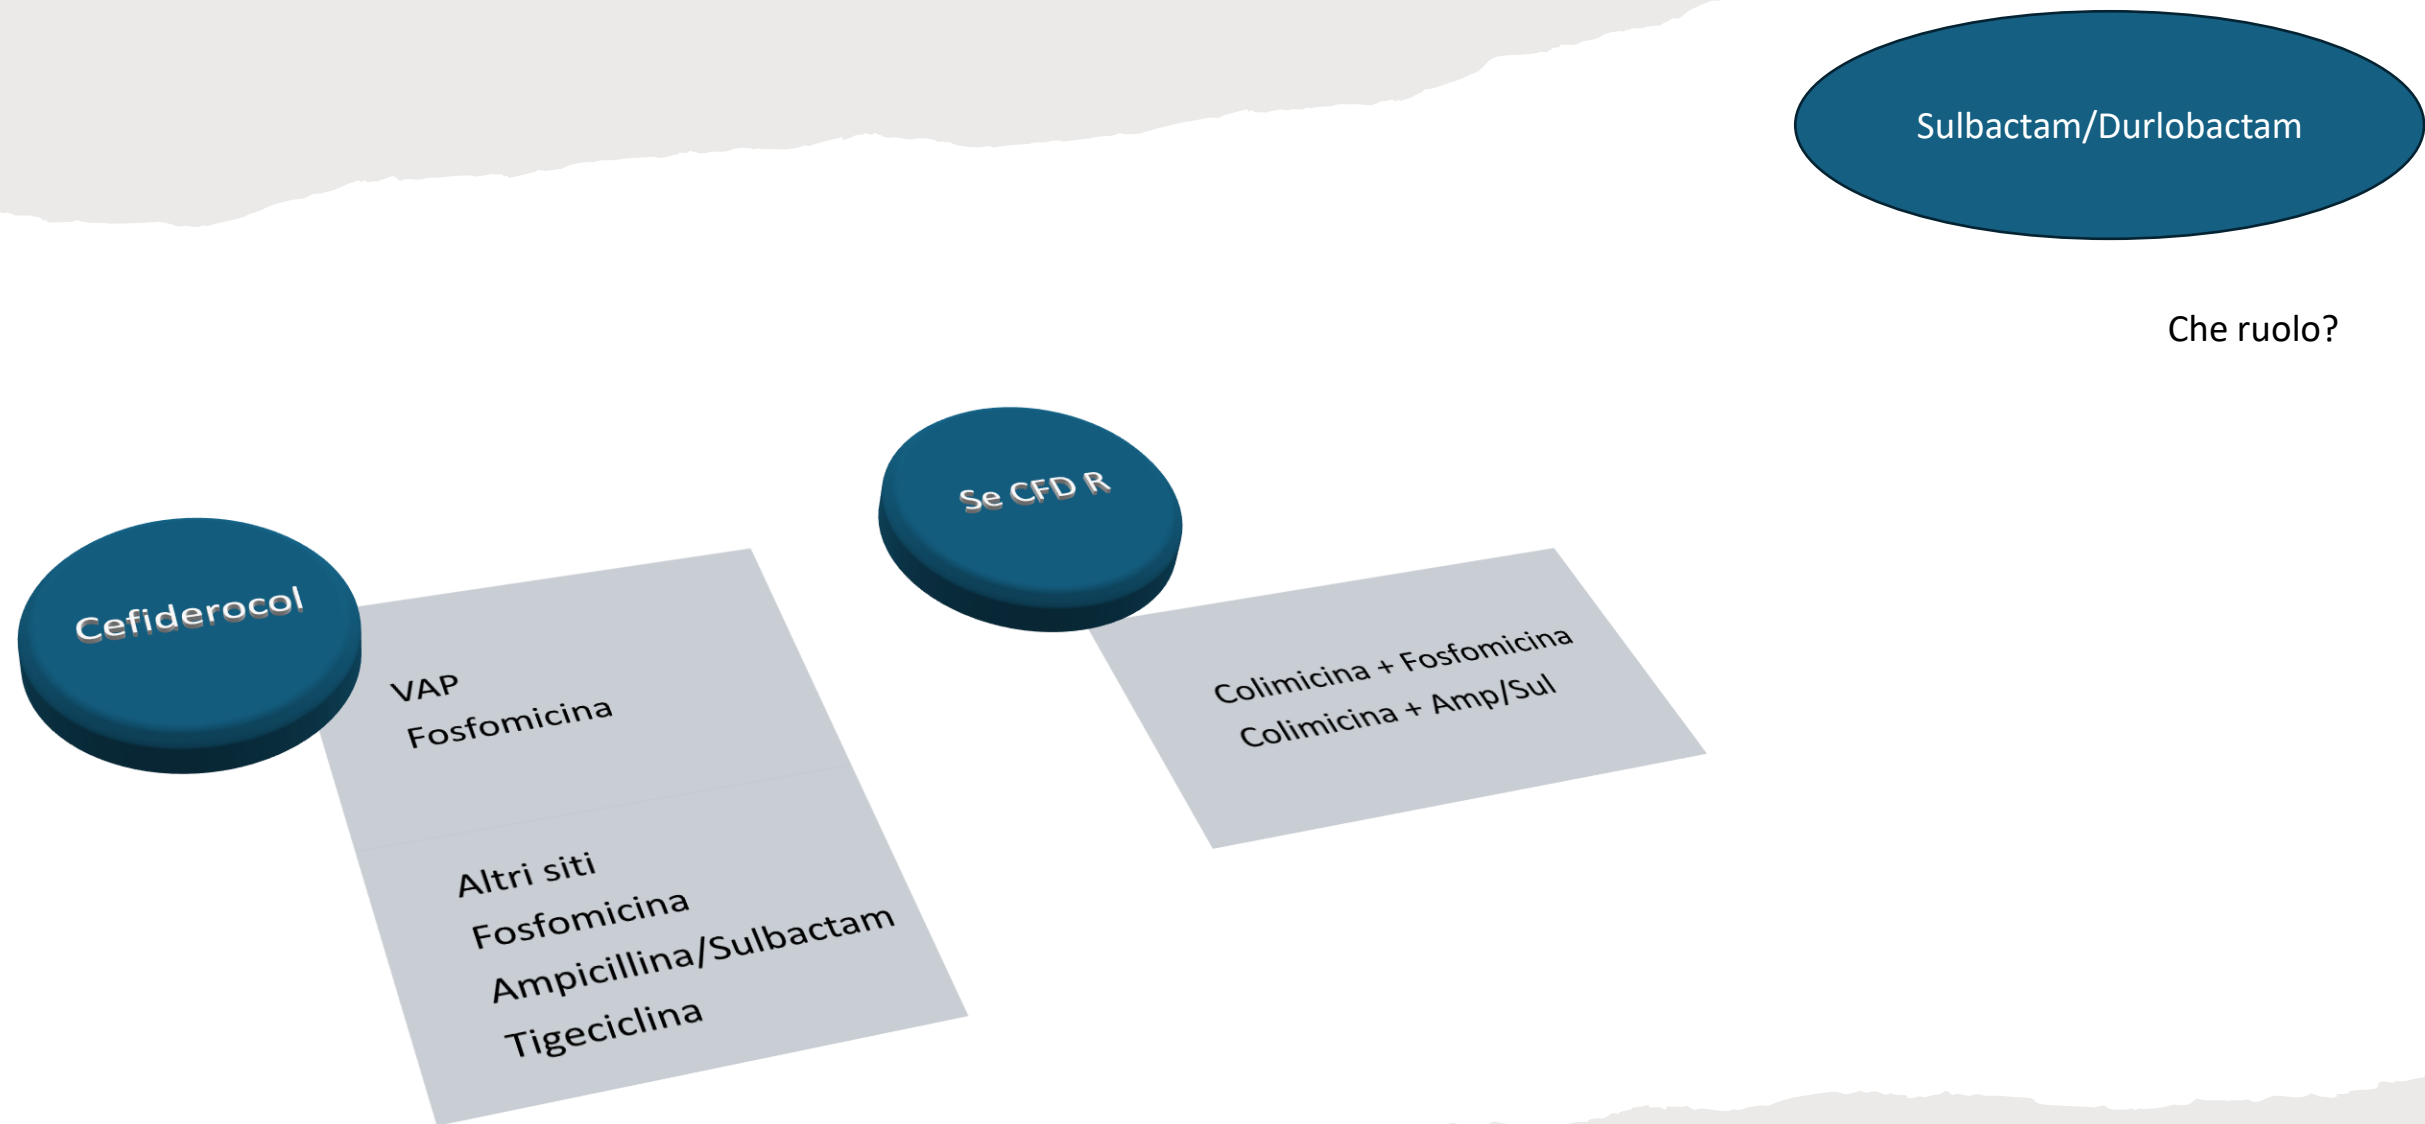 Sulbactam/Durlobactam
Che ruolo?
Cefiderocol
VAP
Fosfomicina
Altri siti
Fosfomicina
Ampicillina/Sulbactam
Tigeciclina
Se CFD R
Colimicina + Fosfomicina
Colimicina + Amp/Sul